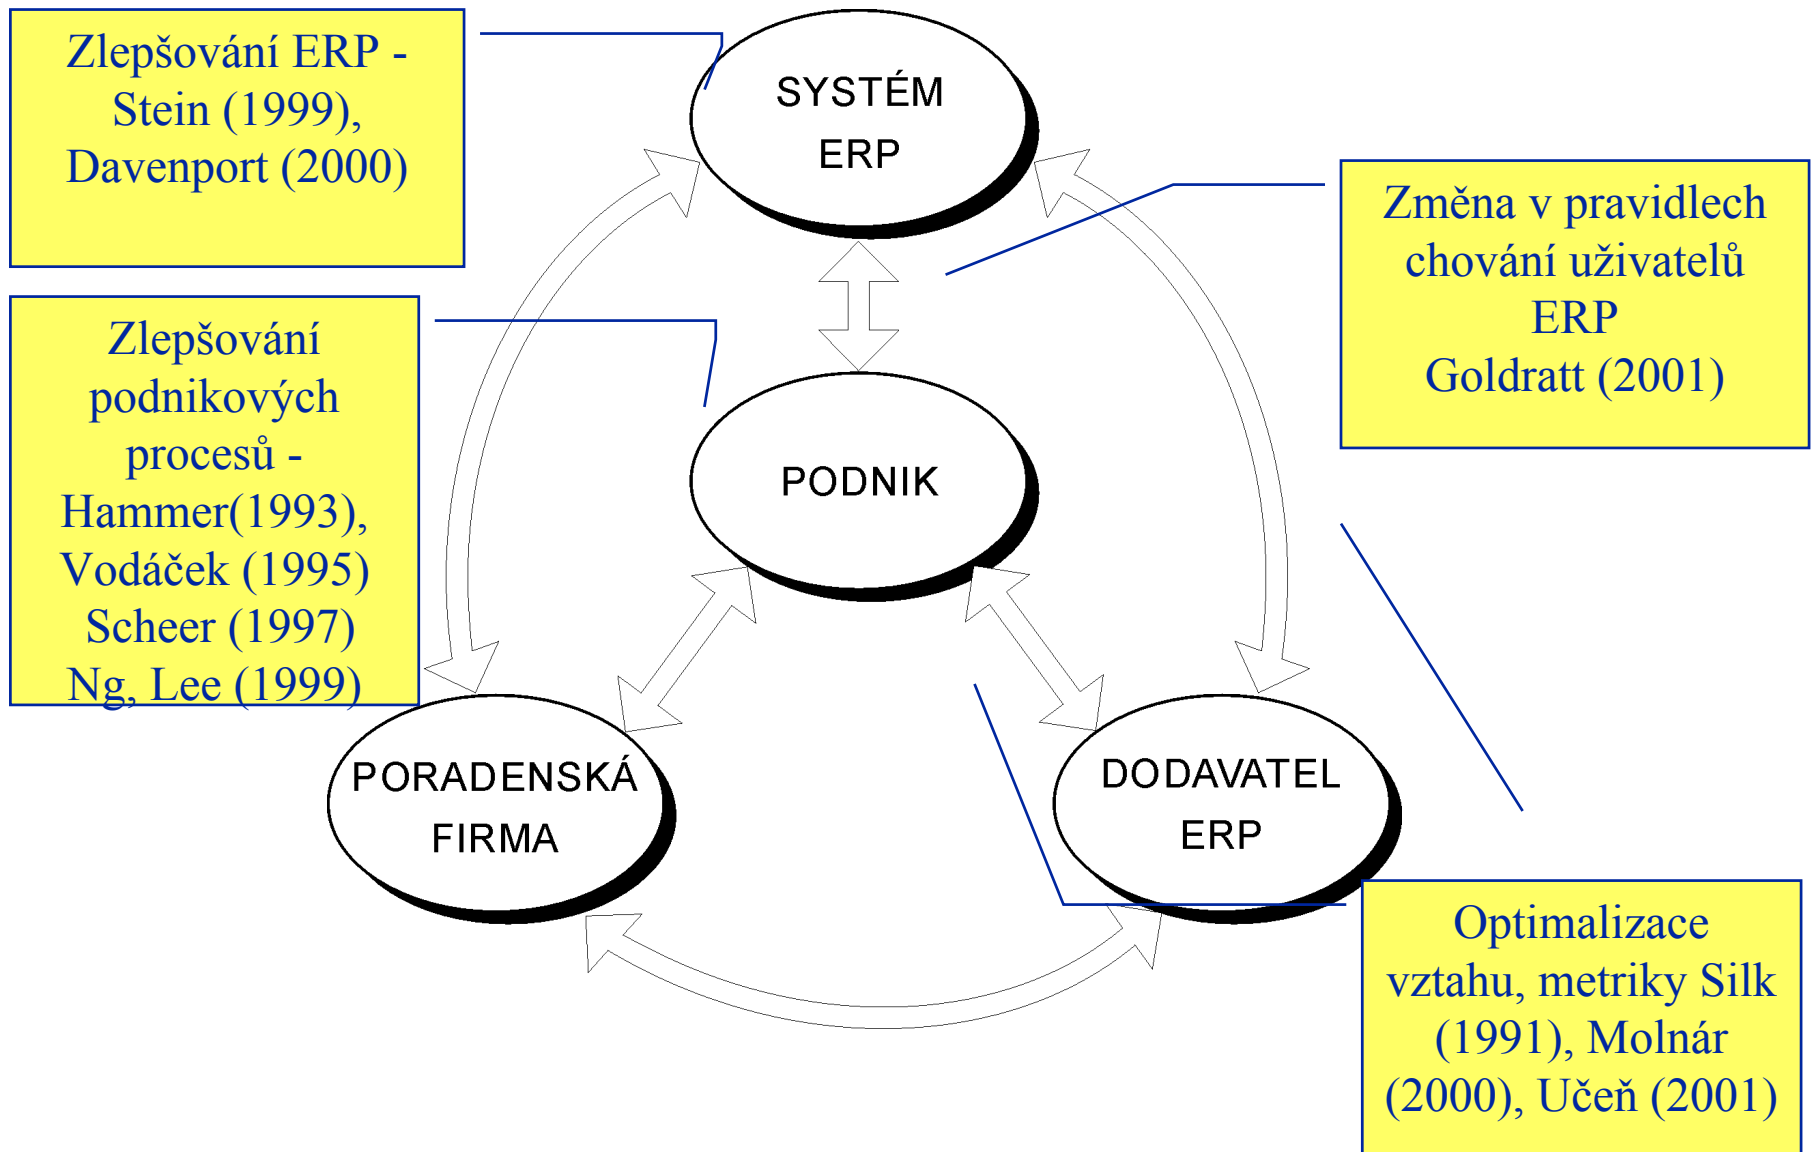 Zlepšování ERP -
Stein (1999),
Davenport (2000)
SYSTÉM
ERP
Změna v pravidlech
chování uživatelů
ERP
Goldratt (2001)
Zlepšování
podnikových
procesů -
Hammer(1993),
Vodáček (1995)
Scheer (1997)
Ng, Lee (1999)
PODNIK
PORADENSKÁ
FIRMA
DODAVATEL
ERP
Optimalizace
vztahu, metriky Silk
(1991), Molnár
(2000), Učeň (2001)